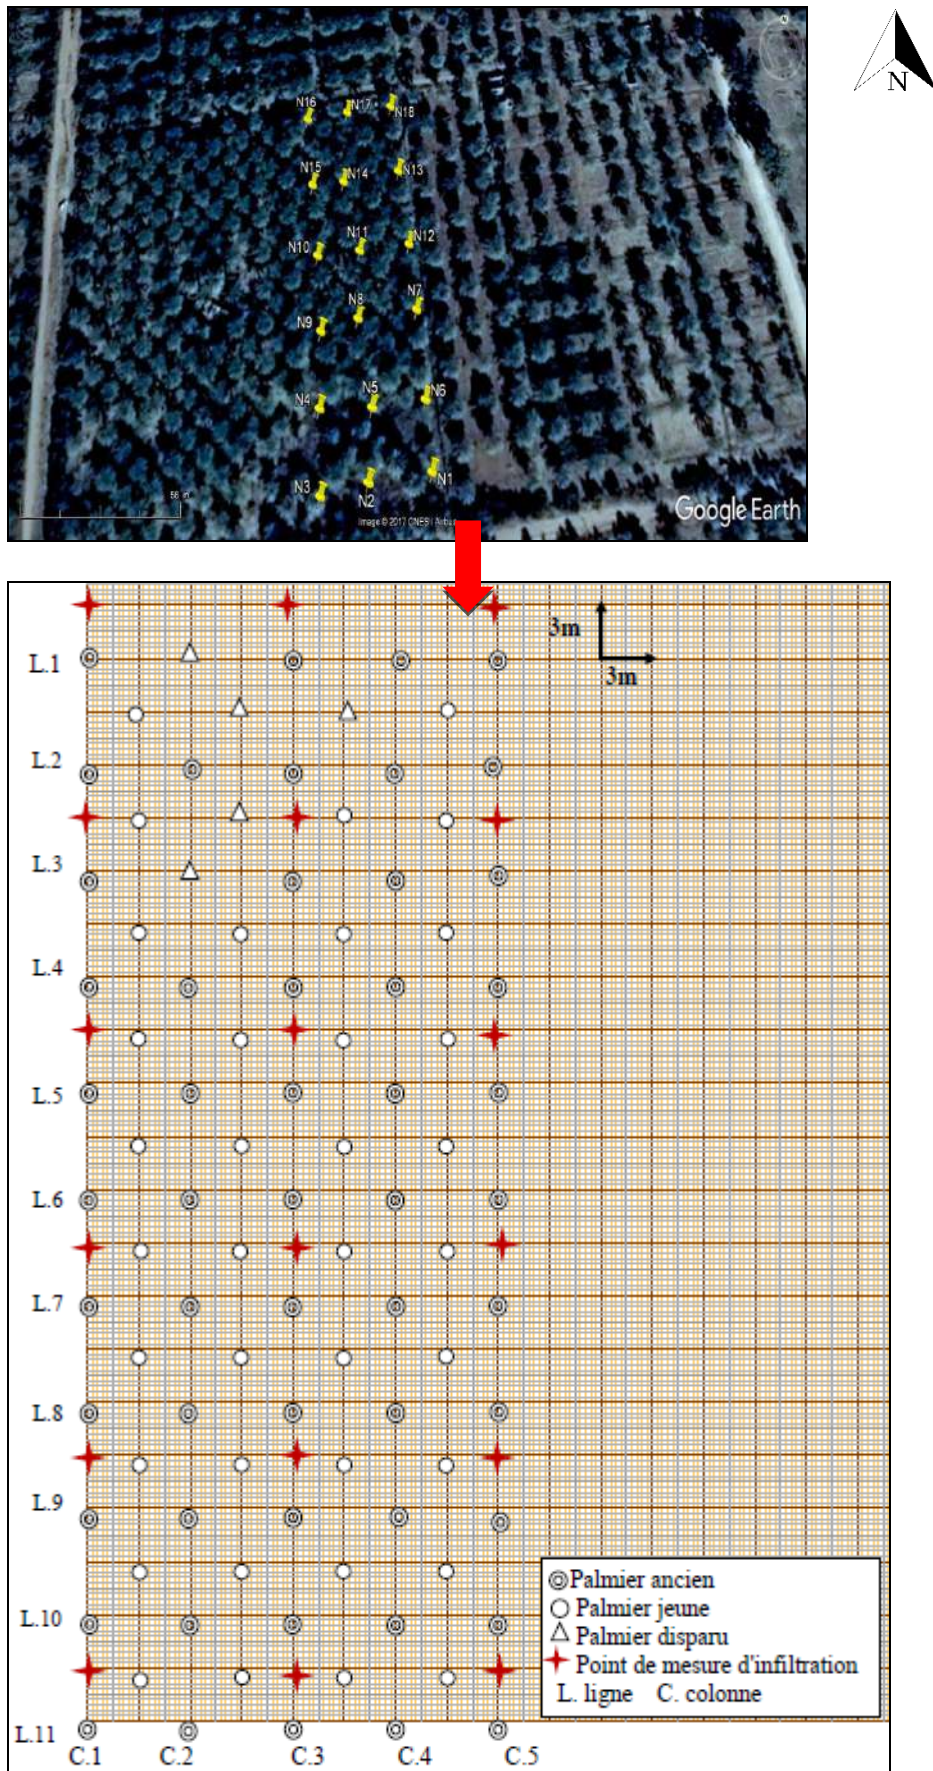 N
N16
N17
N18
N15
N14
N13
N10
N11
N12
N9
N8
N7
N4
N5
N6
N3
N2
N1
Google Earth
3m
3m
L.1
L.2
L.3
L.4
L.5
L.6
L.7
L.8
L.9
L.10
L.11
Palmier ancien
Palmier jeune
Palmier disparu
Point de mesure d'infiltration
L. ligne C. colonne
C.1 C.2 C.3 C.4 C.5